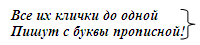 Все их клички до одной
Пишут с буквы прописной!